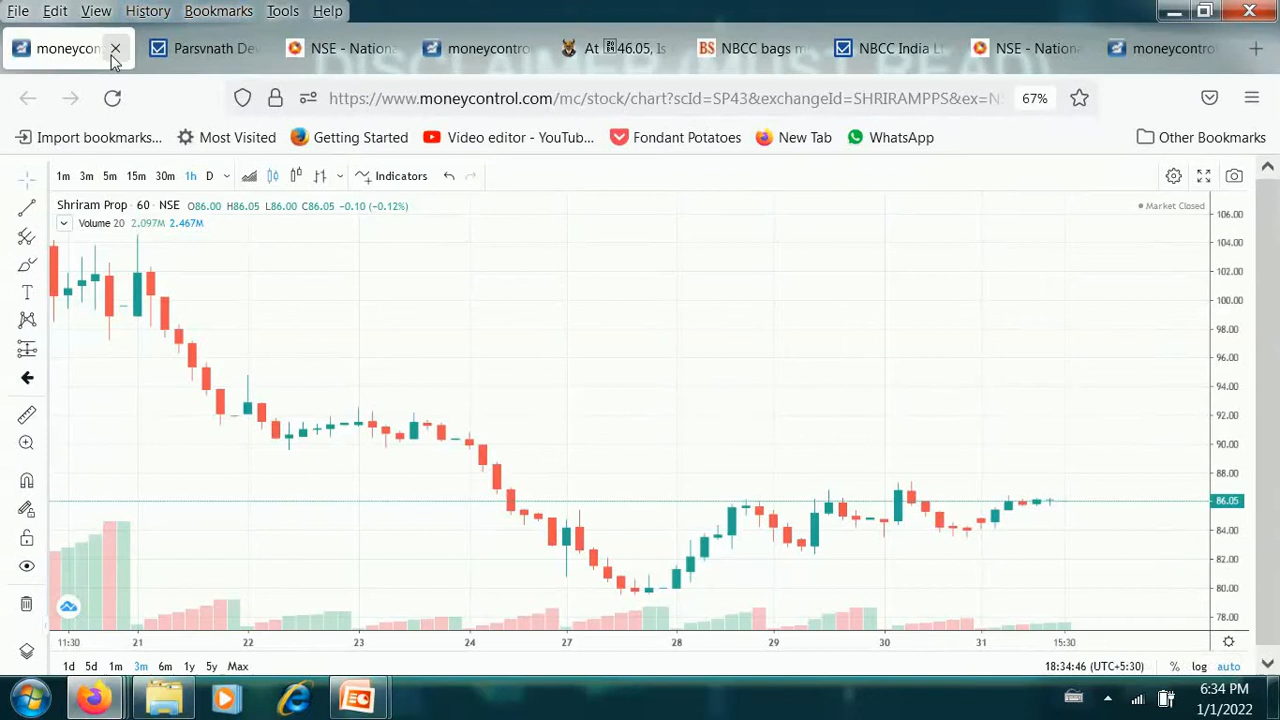 File Edit View History Bookmarks Tools Help
moneycon Parsvnath De NSE - Nationa moneycontro At 46.05, Is NBCC bags m NBCC India L NSE - Nationa moneycontro
https://www.moneycontrol.com/mc/stock/chart?scId=SP43&exchangeId=SHRIRAMPPS&ex=NS 67%
Import bookmarks... Most Visited Getting Started Video editor - YouTub... Fondant Potatoes New Tab WhatsApp Other Bookmarks
1m 3m 5m 15m 30m 1h D Indicators
Shriram Prop · 60 · NSE O86.00 H86.05 L86.00 C86.05 −0.10 (−0.12%) Market Closed
Volume 20 2.097M 2.467M
106.00
104.00
102.00
100.00
98.00
96.00
94.00
92.00
90.00
88.00
86.05
84.00
82.00
80.00
78.00
11:30 21 22 23 24 27 28 29 30 31 15:30
1d 5d 1m 3m 6m 1y 5y Max 18:34:46 (UTC+5:30) % log auto
6:34 PM
1/1/2022